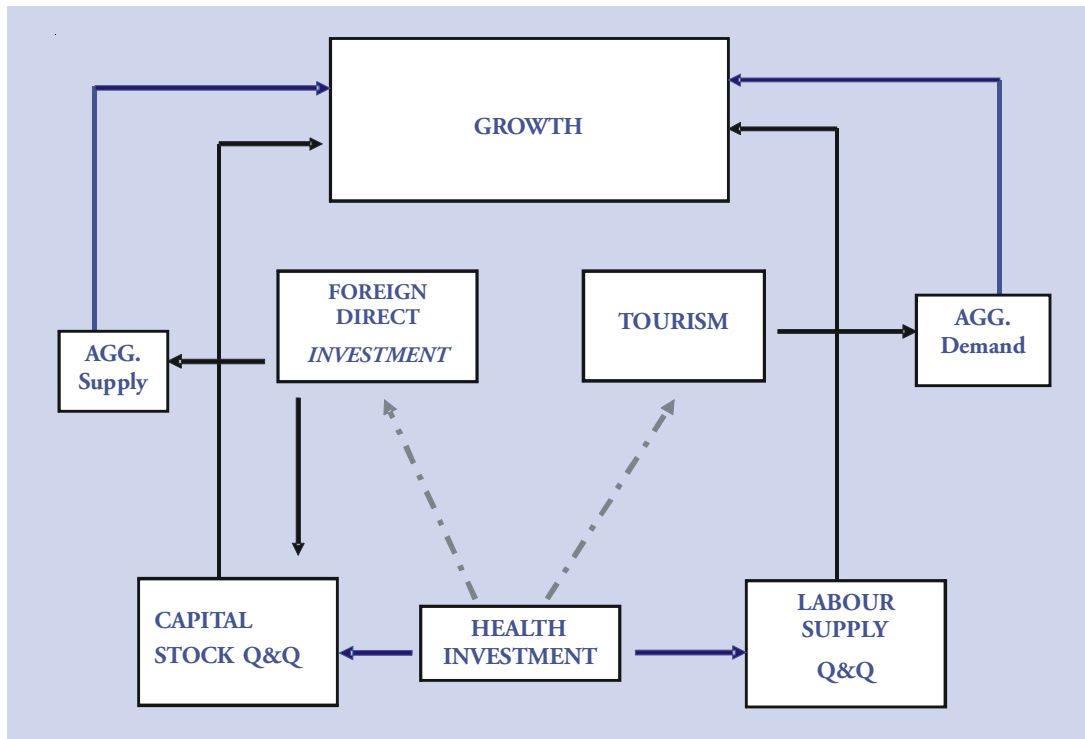 GROWTH
FOREIGN
DIRECT
INVESTMENT
TOURISM
AGG.
Supply
AGG.
Demand
CAPITAL
STOCK Q&Q
HEALTH
INVESTMENT
LABOUR
SUPPLY
Q&Q